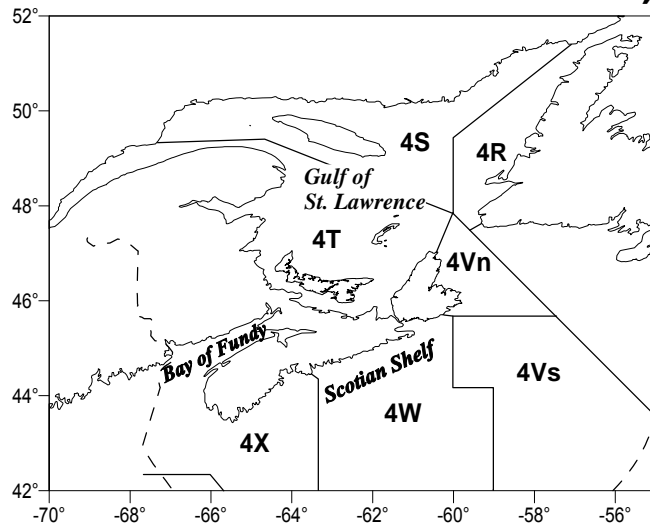 52°
50°
48°
46°
44°
42°
4S
4R
Gulf of
St. Lawrence
4T
4Vn
Bay of Fundy
Scotian Shelf
4Vs
4W
4X
-70° -68° -66° -64° -62° -60° -58° -56°